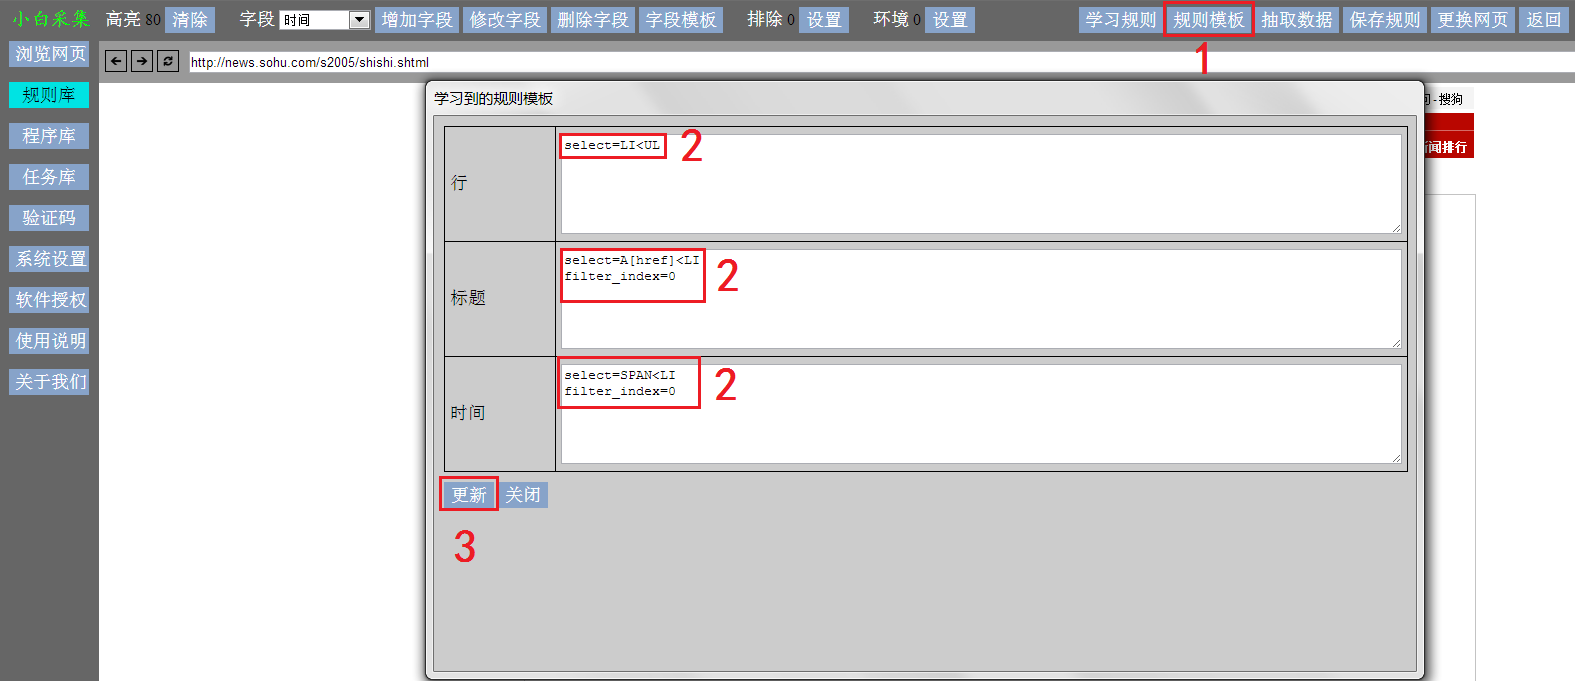 小白采集 高亮 80 清除 字段 时间 增加字段 修改字段 删除字段 字段模板 排除 0 设置 环境 0 设置 学习规则 规则模板 抽取数据 保存规则 更换网页 返回
1
浏览网页
http://news.sohu.com/s2005/shishi.shtml
规则库
学习到的规则模板
- 搜狗
程序库
select=LI<UL
2
闻排行
任务库
行
验证码
系统设置
select=A[href]<LI
filter_index=0
2
软件授权
标题
使用说明
关于我们
select=SPAN<LI
filter_index=0
2
时间
更新 关闭
3